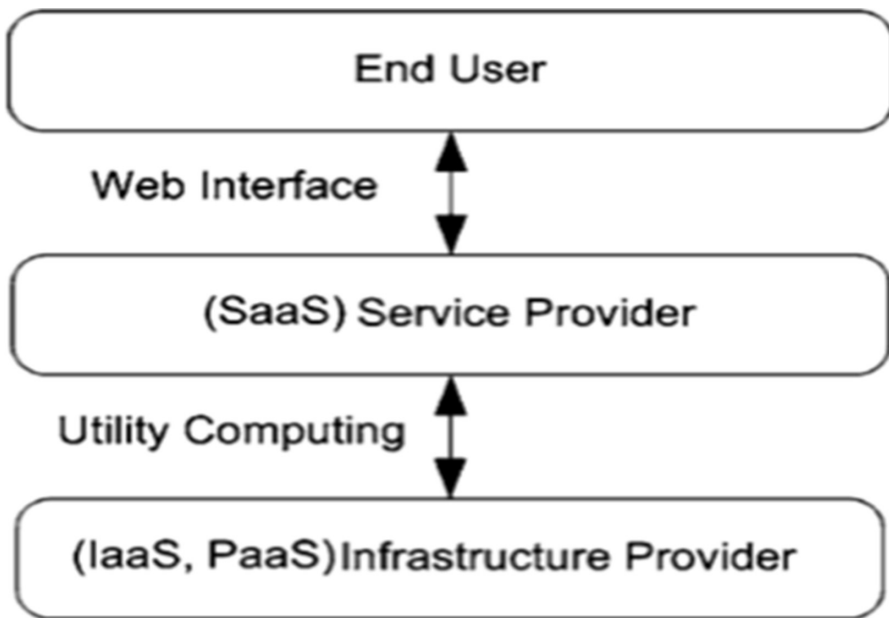 End User
Web Interface
(SaaS) Service Provider
Utility Computing
(IaaS, PaaS) Infrastructure Provider